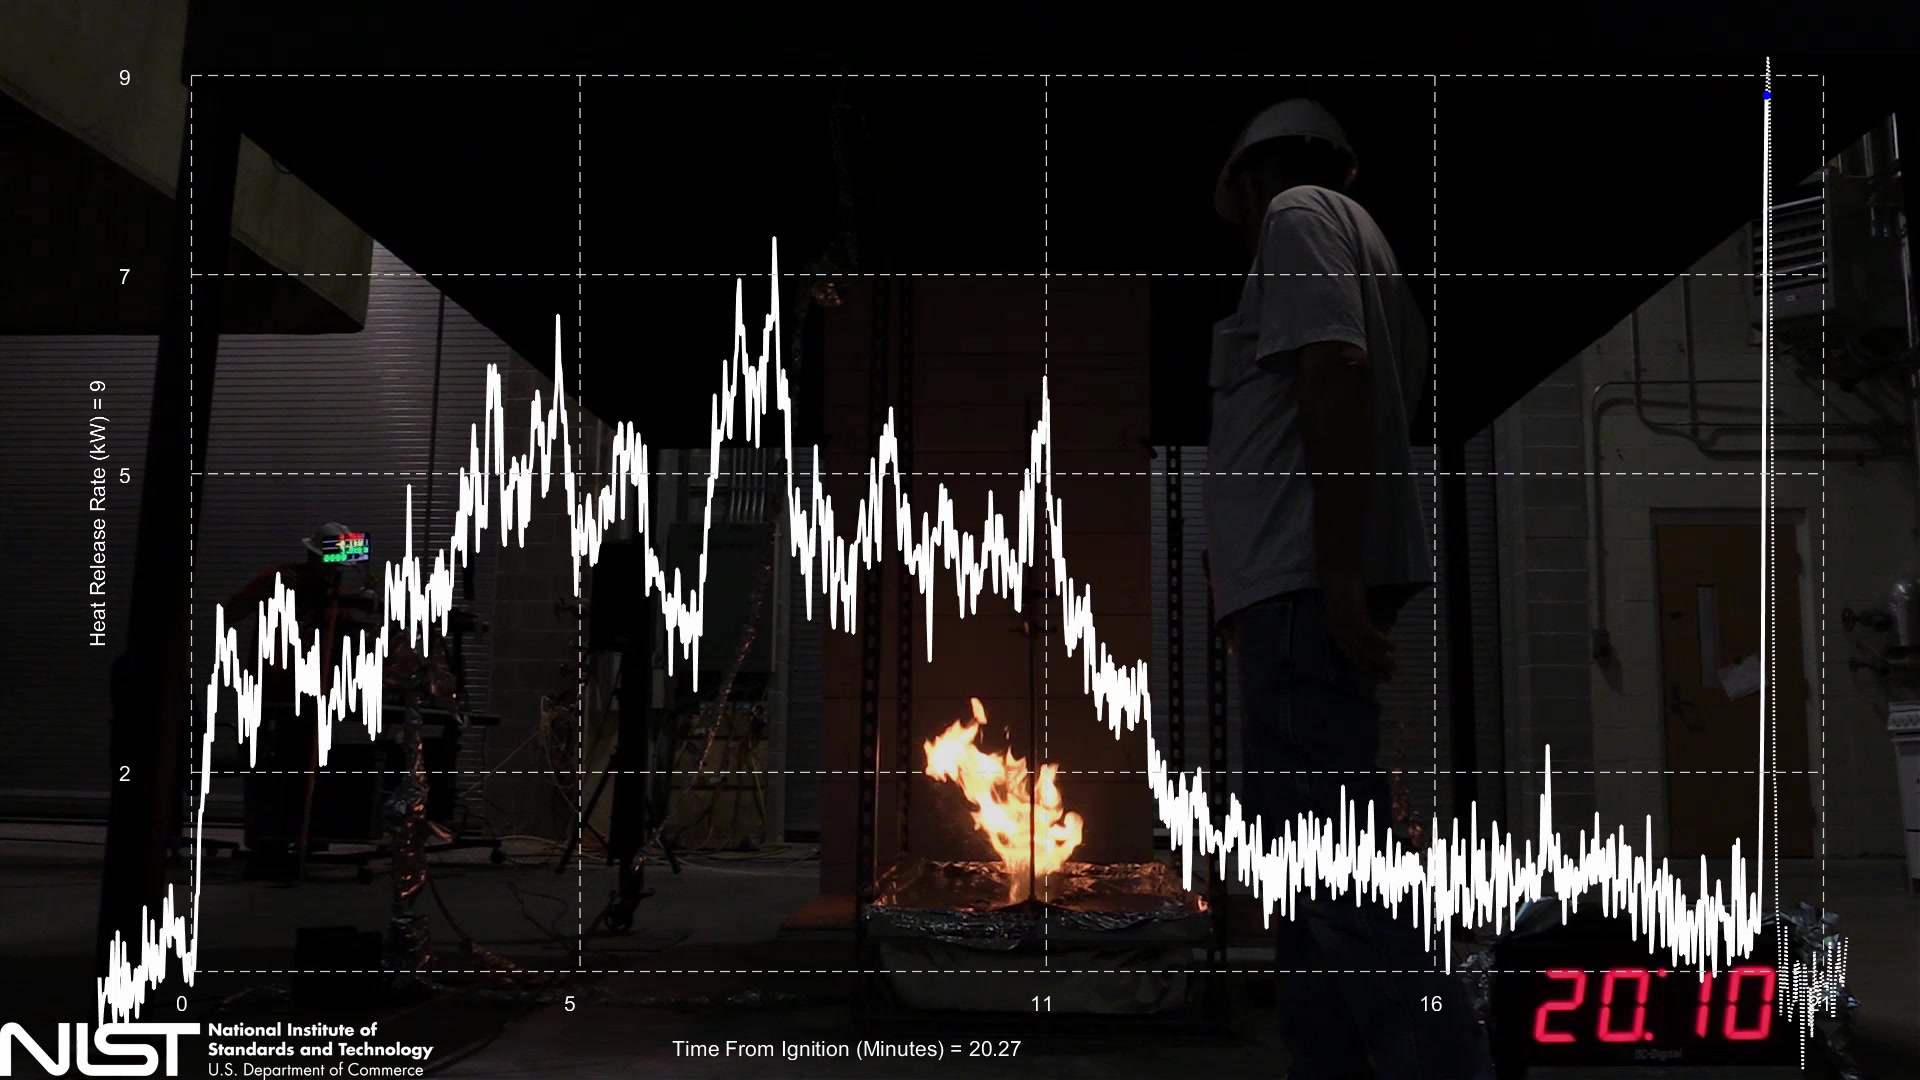 9
7
5
2
Heat Release Rate (kW) = 9
0
5
11
16
21
20:10
Time From Ignition (Minutes) = 20.27
NIST
National Institute of
Standards and Technology
U.S. Department of Commerce